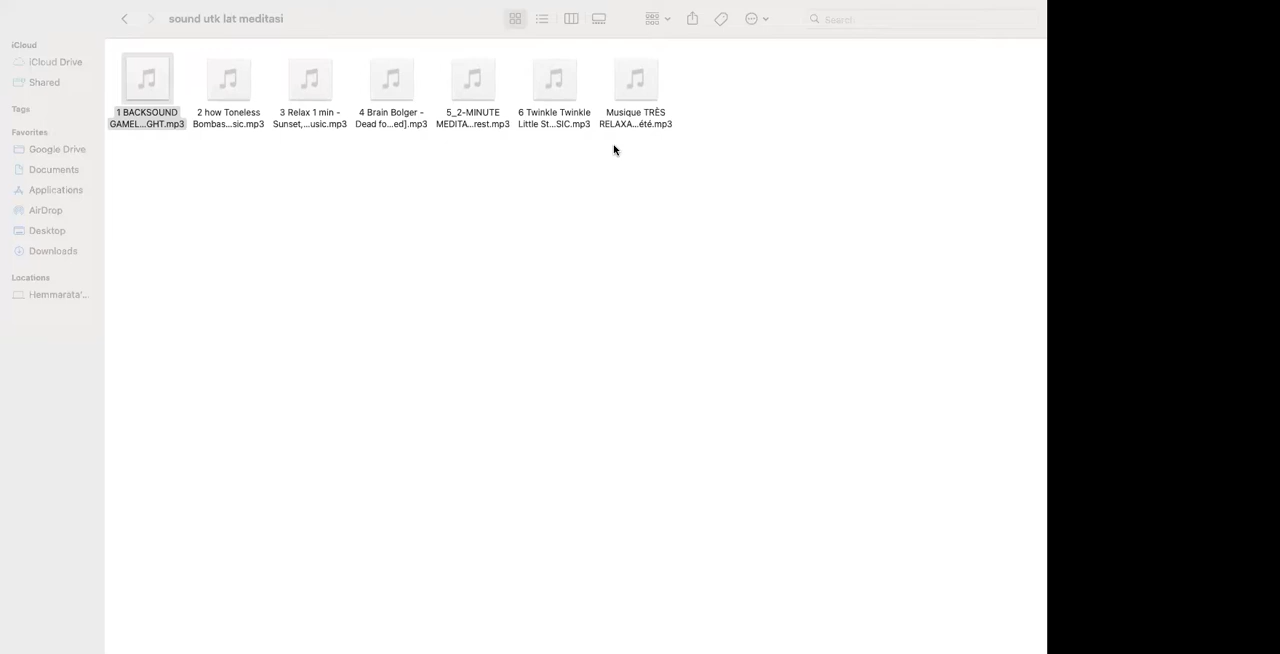 sound utk lat meditasi
Search
iCloud
iCloud Drive
Shared
Tags
Favorites
Google Drive
Documents
Applications
AirDrop
Desktop
Downloads
Locations
Hemmarata'...
1 BACKSOUND
GAMEL...GHT.mp3
2 how Toneless
Bombas...sic.mp3
3 Relax 1 min -
Sunset,...usic.mp3
4 Brain Bolger -
Dead fo...ed].mp3
5_2-MINUTE
MEDITA...rest.mp3
6 Twinkle Twinkle
Little St...SIC.mp3
Musique TRÈS
RELAXA...été.mp3